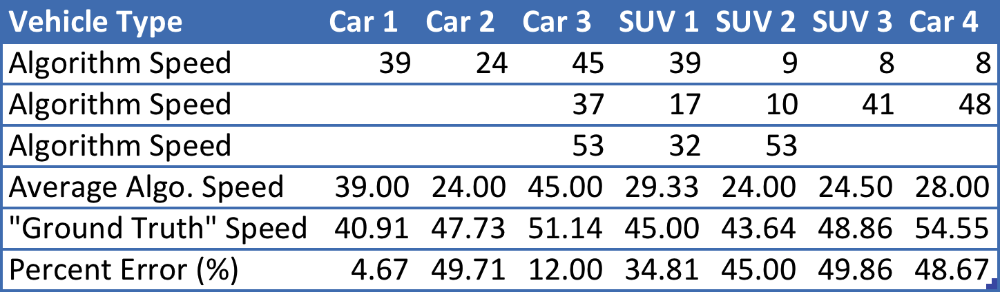 Vehicle Type Car 1 Car 2 Car 3 SUV 1 SUV 2 SUV 3 Car 4
Algorithm Speed 39 24 45 39 9 8 8
Algorithm Speed 37 17 10 41 48
Algorithm Speed 53 32 53
Average Algo. Speed 39.00 24.00 45.00 29.33 24.00 24.50 28.00
"Ground Truth" Speed 40.91 47.73 51.14 45.00 43.64 48.86 54.55
Percent Error (%) 4.67 49.71 12.00 34.81 45.00 49.86 48.67